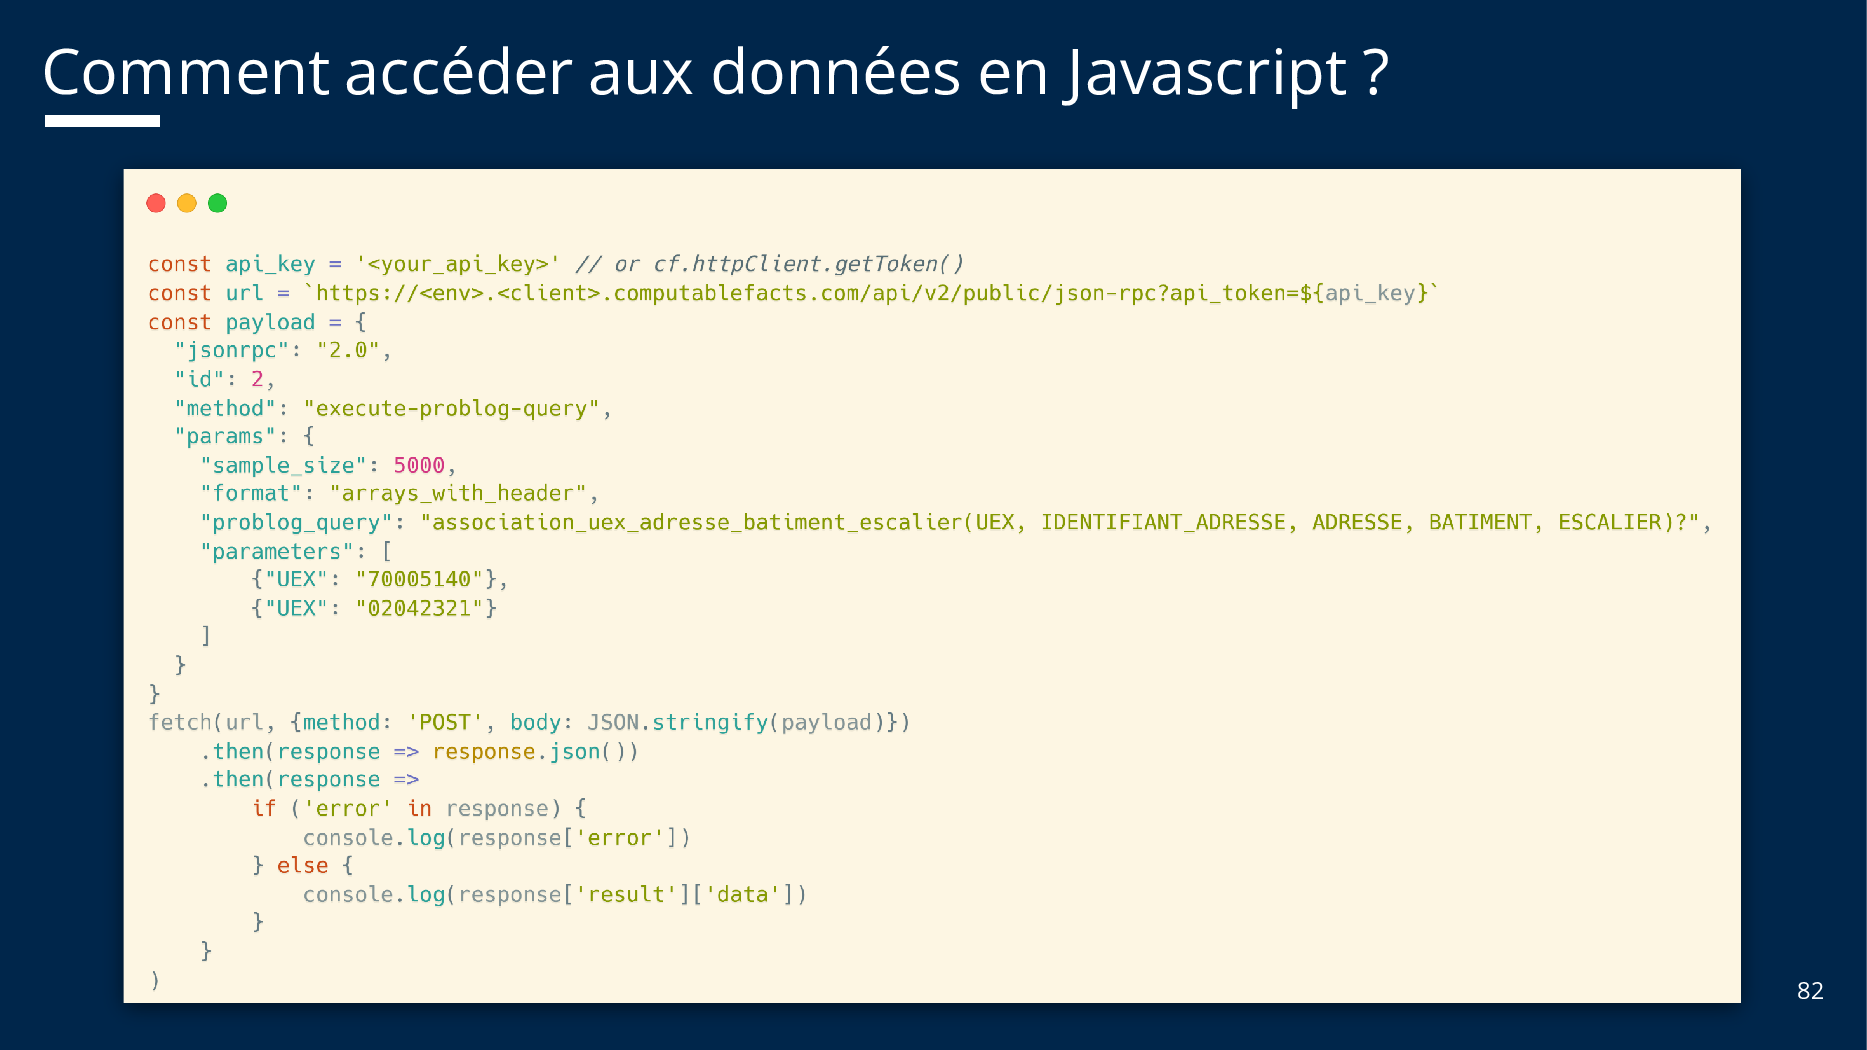 Comment accéder aux données en Javascript ?
const api_key = '<your_api_key>' // or cf.httpClient.getToken()
const url = `https://<env>.<client>.computablefacts.com/api/v2/public/json-rpc?api_token=${api_key}`
const payload = {
  "jsonrpc": "2.0",
  "id": 2,
  "method": "execute-problog-query",
  "params": {
    "sample_size": 5000,
    "format": "arrays_with_header",
    "problog_query": "association_uex_adresse_batiment_escalier(UEX, IDENTIFIANT_ADRESSE, ADRESSE, BATIMENT, ESCALIER)?",
    "parameters": [
        {"UEX": "70005140"},
        {"UEX": "02042321"}
    ]
  }
}
fetch(url, {method: 'POST', body: JSON.stringify(payload)})
    .then(response => response.json())
    .then(response =>
        if ('error' in response) {
            console.log(response['error'])
        } else {
            console.log(response['result']['data'])
        }
    }
)
82